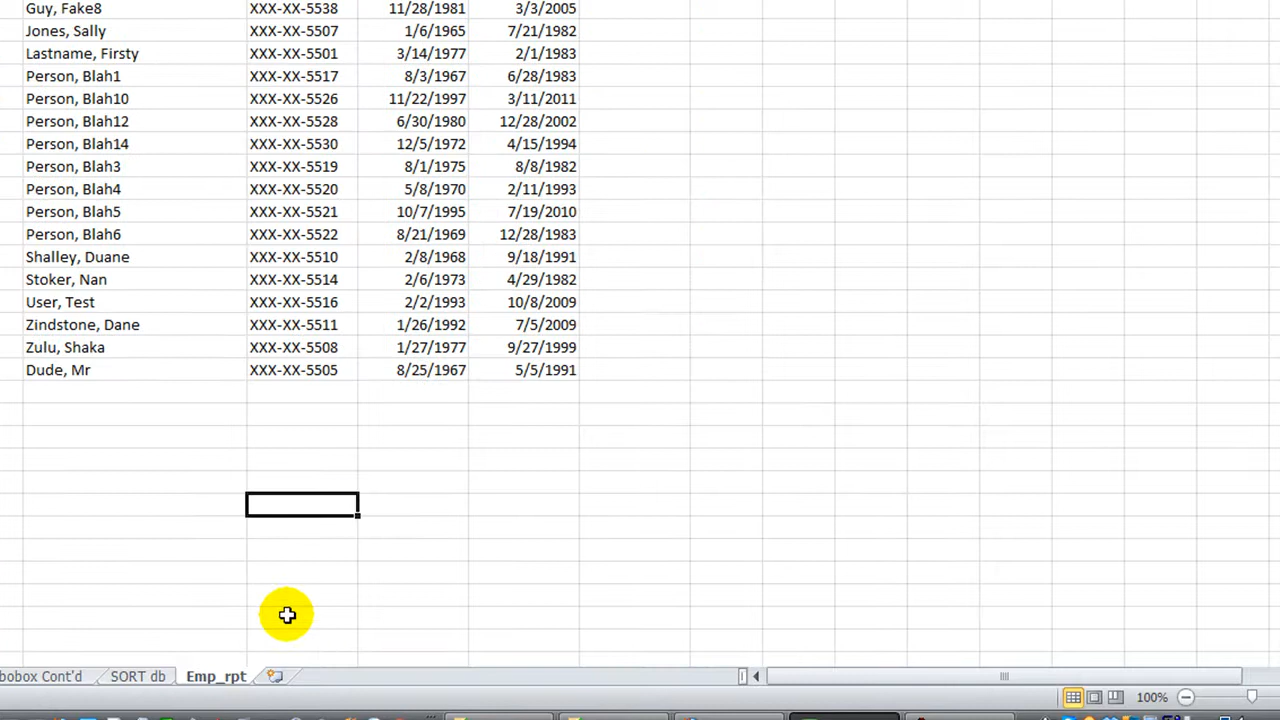 Guy, Fake8 XXX-XX-5538 11/28/1981 3/3/2005
Jones, Sally XXX-XX-5507 1/6/1965 7/21/1982
Lastname, Firsty XXX-XX-5501 3/14/1977 2/1/1983
Person, Blah1 XXX-XX-5517 8/3/1967 6/28/1983
Person, Blah10 XXX-XX-5526 11/22/1997 3/11/2011
Person, Blah12 XXX-XX-5528 6/30/1980 12/28/2002
Person, Blah14 XXX-XX-5530 12/5/1972 4/15/1994
Person, Blah3 XXX-XX-5519 8/1/1975 8/8/1982
Person, Blah4 XXX-XX-5520 5/8/1970 2/11/1993
Person, Blah5 XXX-XX-5521 10/7/1995 7/19/2010
Person, Blah6 XXX-XX-5522 8/21/1969 12/28/1983
Shalley, Duane XXX-XX-5510 2/8/1968 9/18/1991
Stoker, Nan XXX-XX-5514 2/6/1973 4/29/1982
User, Test XXX-XX-5516 2/2/1993 10/8/2009
Zindstone, Dane XXX-XX-5511 1/26/1992 7/5/2009
Zulu, Shaka XXX-XX-5508 1/27/1977 9/27/1999
Dude, Mr XXX-XX-5505 8/25/1967 5/5/1991
bobox Cont'd SORT db Emp_rpt
100%